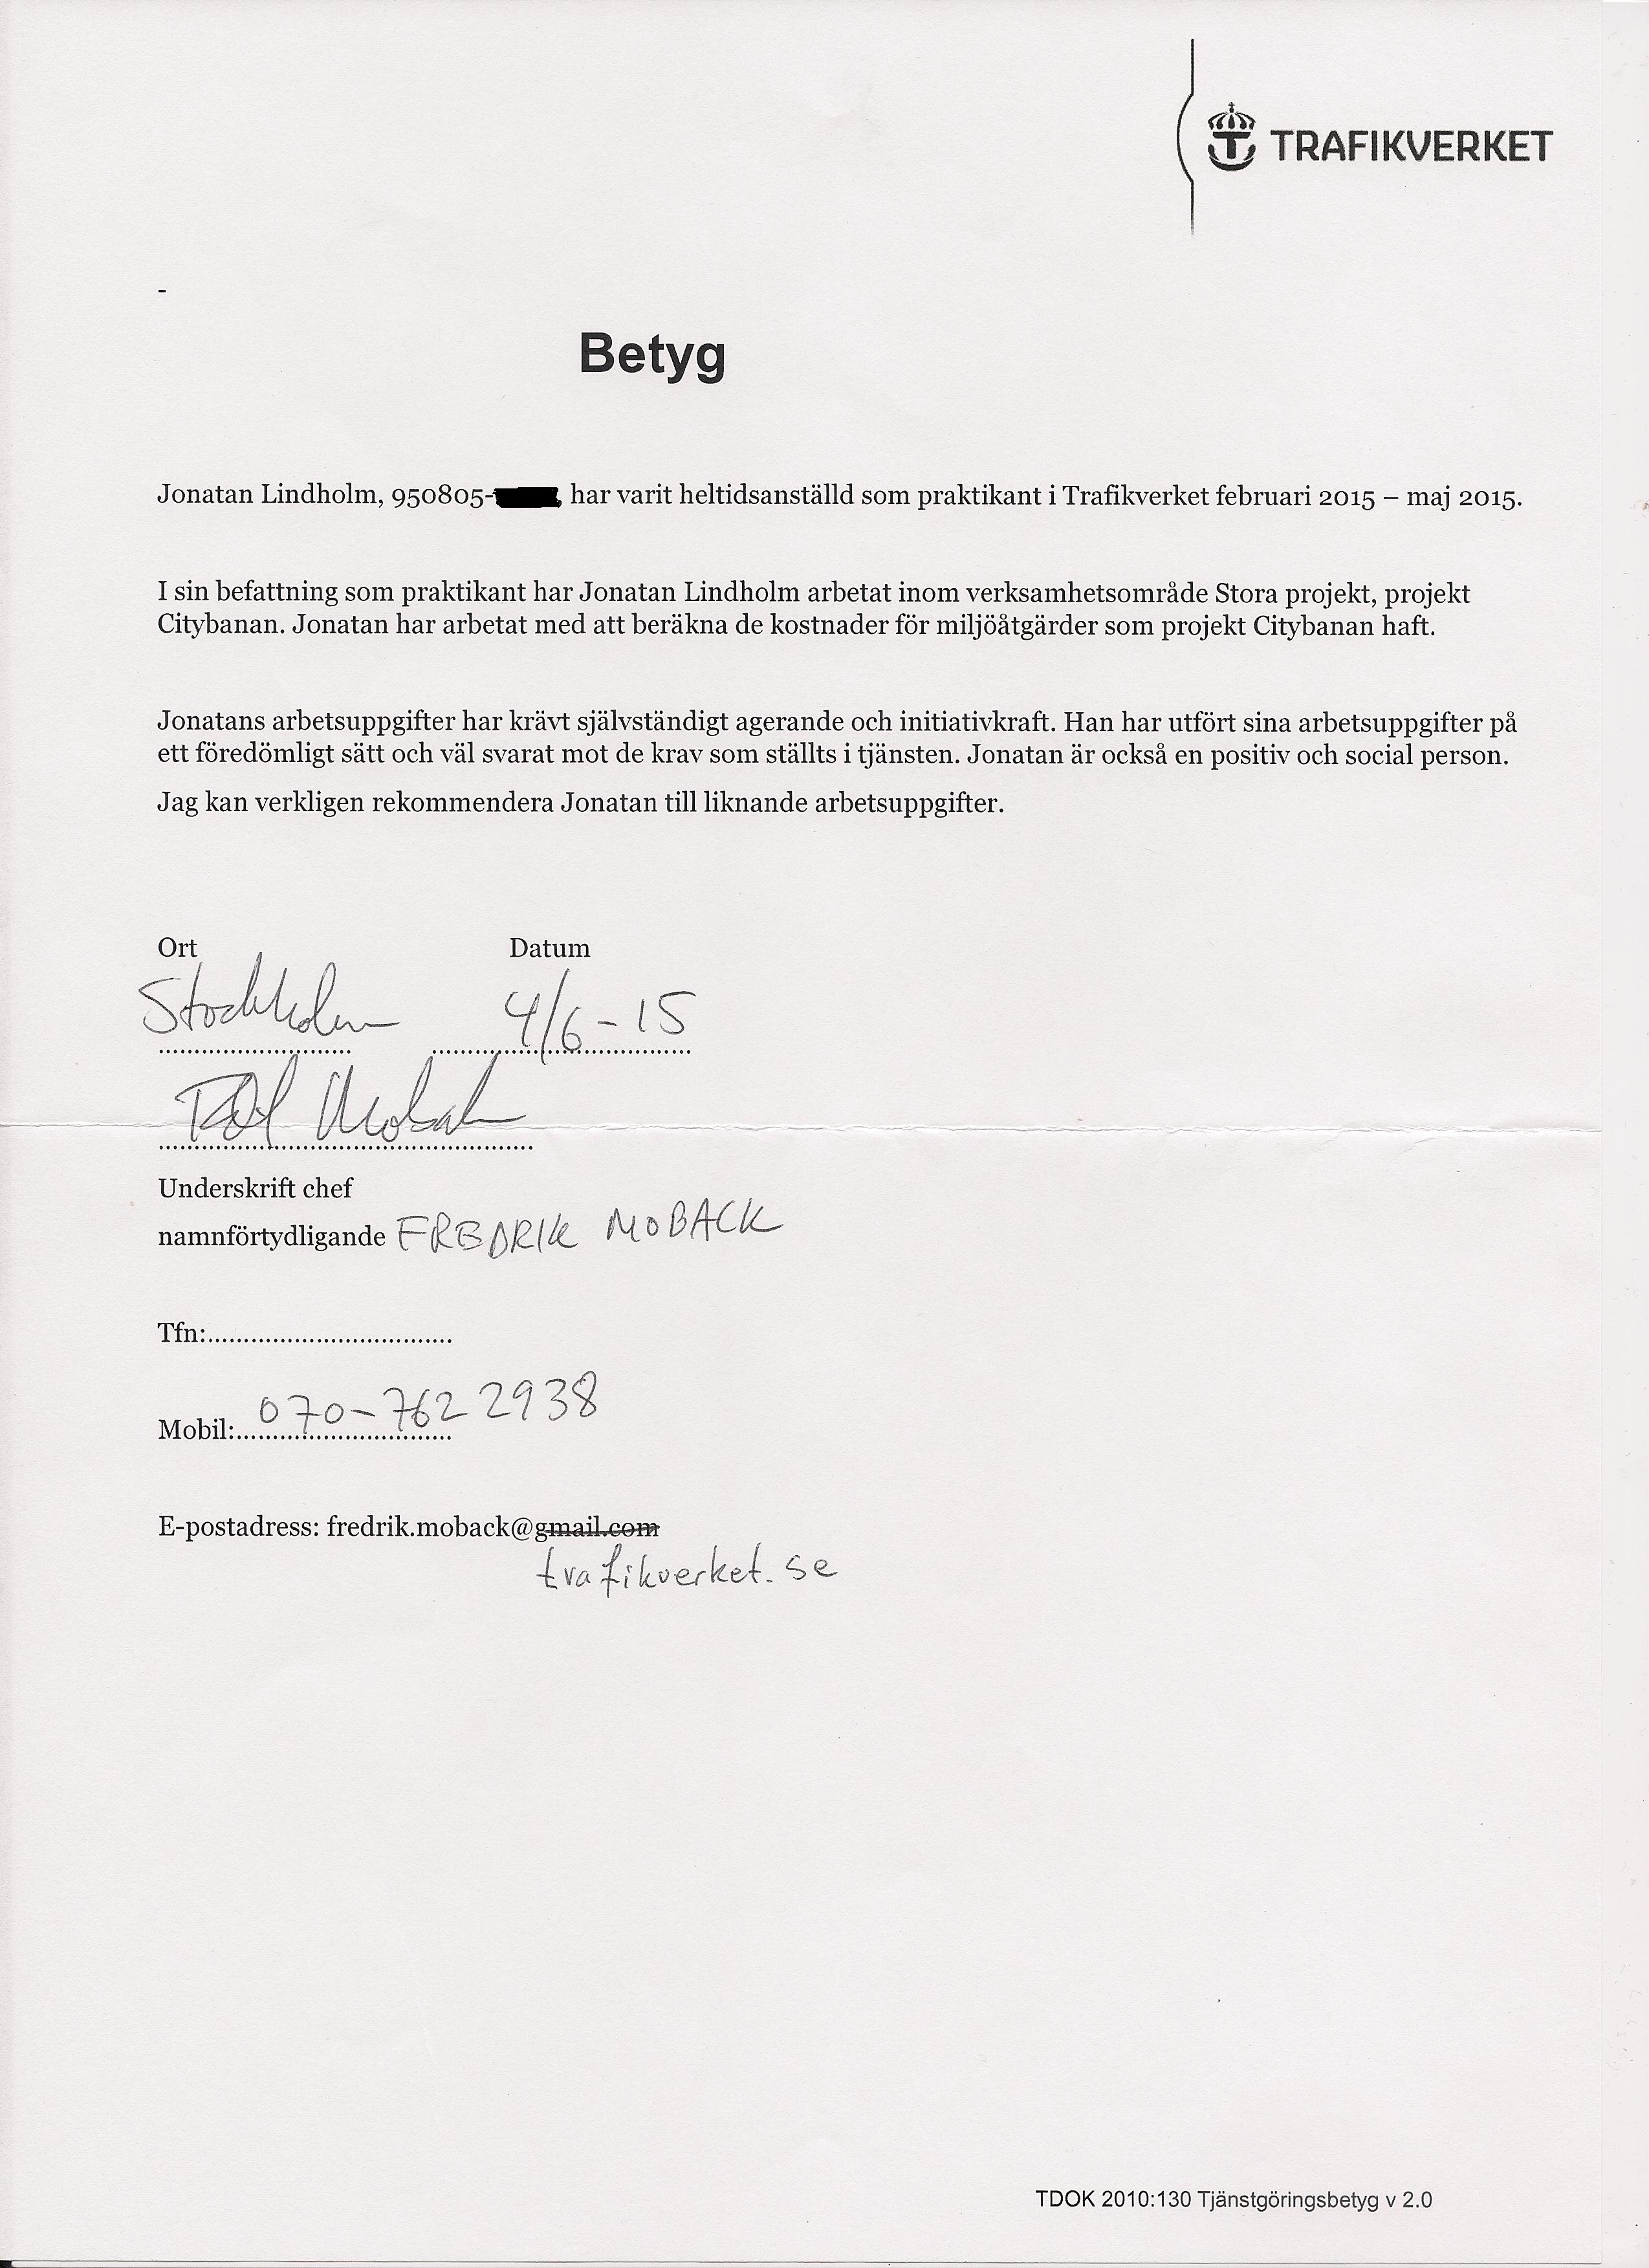 TRAFIKVERKET
-
Betyg
Jonatan Lindholm, 950805- , har varit heltidsanställd som praktikant i Trafikverket februari 2015 – maj 2015.
I sin befattning som praktikant har Jonatan Lindholm arbetat inom verksamhetsområde Stora projekt, projekt
Citybanan. Jonatan har arbetat med att beräkna de kostnader för miljöåtgärder som projekt Citybanan haft.
Jonatans arbetsuppgifter har krävt självständigt agerande och initiativkraft. Han har utfört sina arbetsuppgifter på
ett föredömligt sätt och väl svarat mot de krav som ställts i tjänsten. Jonatan är också en positiv och social person.
Jag kan verkligen rekommendera Jonatan till liknande arbetsuppgifter.
Ort Datum
Stockholm 4/6-15
Moback
Underskrift chef
namnförtydligande FREDRIK MOBACK
Tfn:..................................
Mobil: 070-762 2938
E-postadress: fredrik.moback@gmail.com
trafikverket.se
TDOK 2010:130 Tjänstgöringsbetyg v 2.0